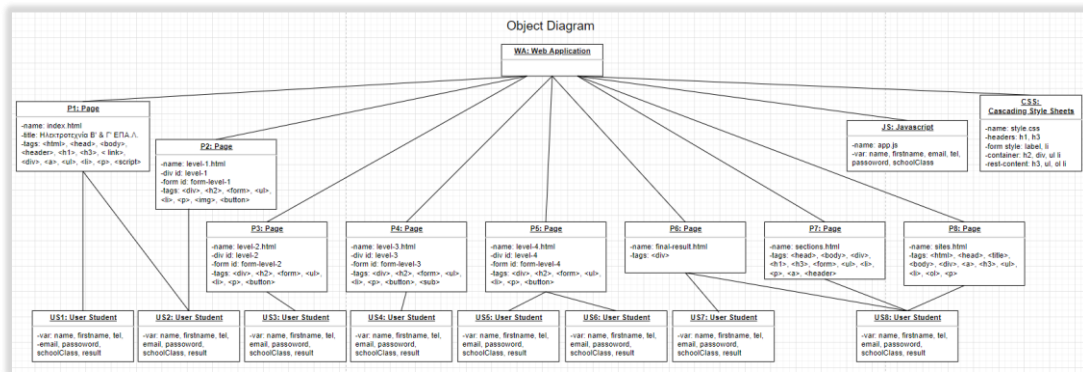 Object Diagram
WA: Web Application
P1: Page
-name: index.html
-title: Ηλεκτροτεχνία Β' & Γ' ΕΠΑ.Λ.
-tags: <html>, <head>, <body>,
<header>, <h1>, <h3>, < link>,
<div>, <a>, <ul>, <li>, <p>, <script>
P2: Page
-name: level-1.html
-div id: level-1
-form id: form-level-1
-tags: <div>, <h2>, <form>, <ul>,
<li>, <p>, <img>, <button>
JS: Javascript
-name: app.js
-var: name, firstname, email, tel,
passoword, schoolClass
CSS:
Cascading Style Sheets
-name: style.css
-headers: h1, h3
-form style: label, li
-container: h2, div, ul li
-rest-content: h3, ul, ol li
P3: Page
-name: level-2.html
-div id: level-2
-form id: form-level-2
-tags: <div>, <h2>, <form>, <ul>,
<li>, <p>, <button>
P4: Page
-name: level-3.html
-div id: level-3
-form id: form-level-3
-tags: <div>, <h2>, <form>, <ul>,
<li>, <p>, <button>, <sub>
P5: Page
-name: level-4.html
-div id: level-4
-form id: form-level-4
-tags: <div>, <h2>, <form>, <ul>,
<li>, <p>, <button>
P6: Page
-name: final-result.html
-tags: <div>
P7: Page
-name: sections.html
-tags: <head>, <body>, <div>,
<h1>, <h3>, <form>, <ul>, <li>,
<p>, <a>, <header>
P8: Page
-name: sites.html
-tags: <html>, <head>, <title>,
<body>, <div>, <a>, <h3>, <ul>,
<li>, <ol>, <p>
US1: User Student
-var: name, firstname, tel,
-email, passoword,
schoolClass, result
US2: User Student
-var: name, firstname, tel,
email, passoword,
schoolClass, result
US3: User Student
-var: name, firstname, tel,
email, passoword,
schoolClass, result
US4: User Student
-var: name, firstname, tel,
email, passoword,
schoolClass, result
US5: User Student
-var: name, firstname, tel,
email, passoword,
schoolClass, result
US6: User Student
-var: name, firstname, tel,
email, passoword,
schoolClass, result
US7: User Student
-var: name, firstname, tel,
email, passoword,
schoolClass, result
US8: User Student
-var: name, firstname, tel,
email, passoword,
schoolClass, result